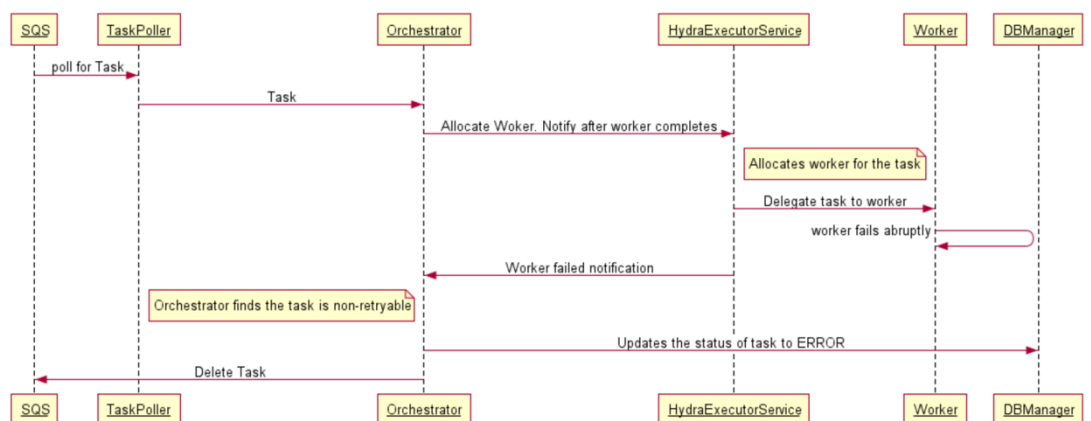 SQS TaskPoller Orchestrator HydraExecutorService Worker DBManager
poll for Task
Task
Allocate Woker. Notify after worker completes
Allocates worker for the task
Delegate task to worker
worker fails abruptly
Worker failed notification
Orchestrator finds the task is non-retryable
Updates the status of task to ERROR
Delete Task
SQS TaskPoller Orchestrator HydraExecutorService Worker DBManager